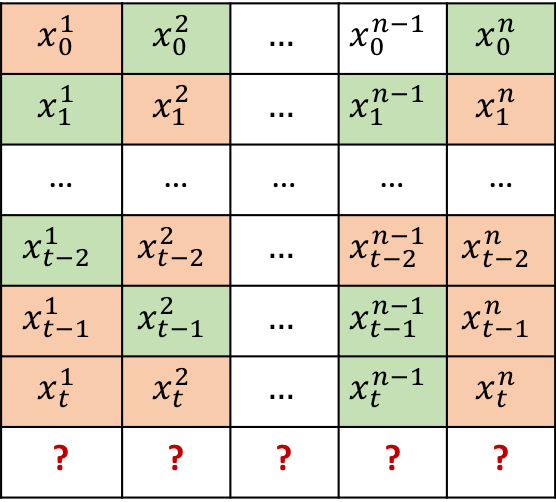 x_0^1 x_0^2 ... x_0^{n-1} x_0^n
x_1^1 x_1^2 ... x_1^{n-1} x_1^n
... ... ... ... ...
x_{t-2}^1 x_{t-2}^2 ... x_{t-2}^{n-1} x_{t-2}^n
x_{t-1}^1 x_{t-1}^2 ... x_{t-1}^{n-1} x_{t-1}^n
x_t^1 x_t^2 ... x_t^{n-1} x_t^n
? ? ? ? ?